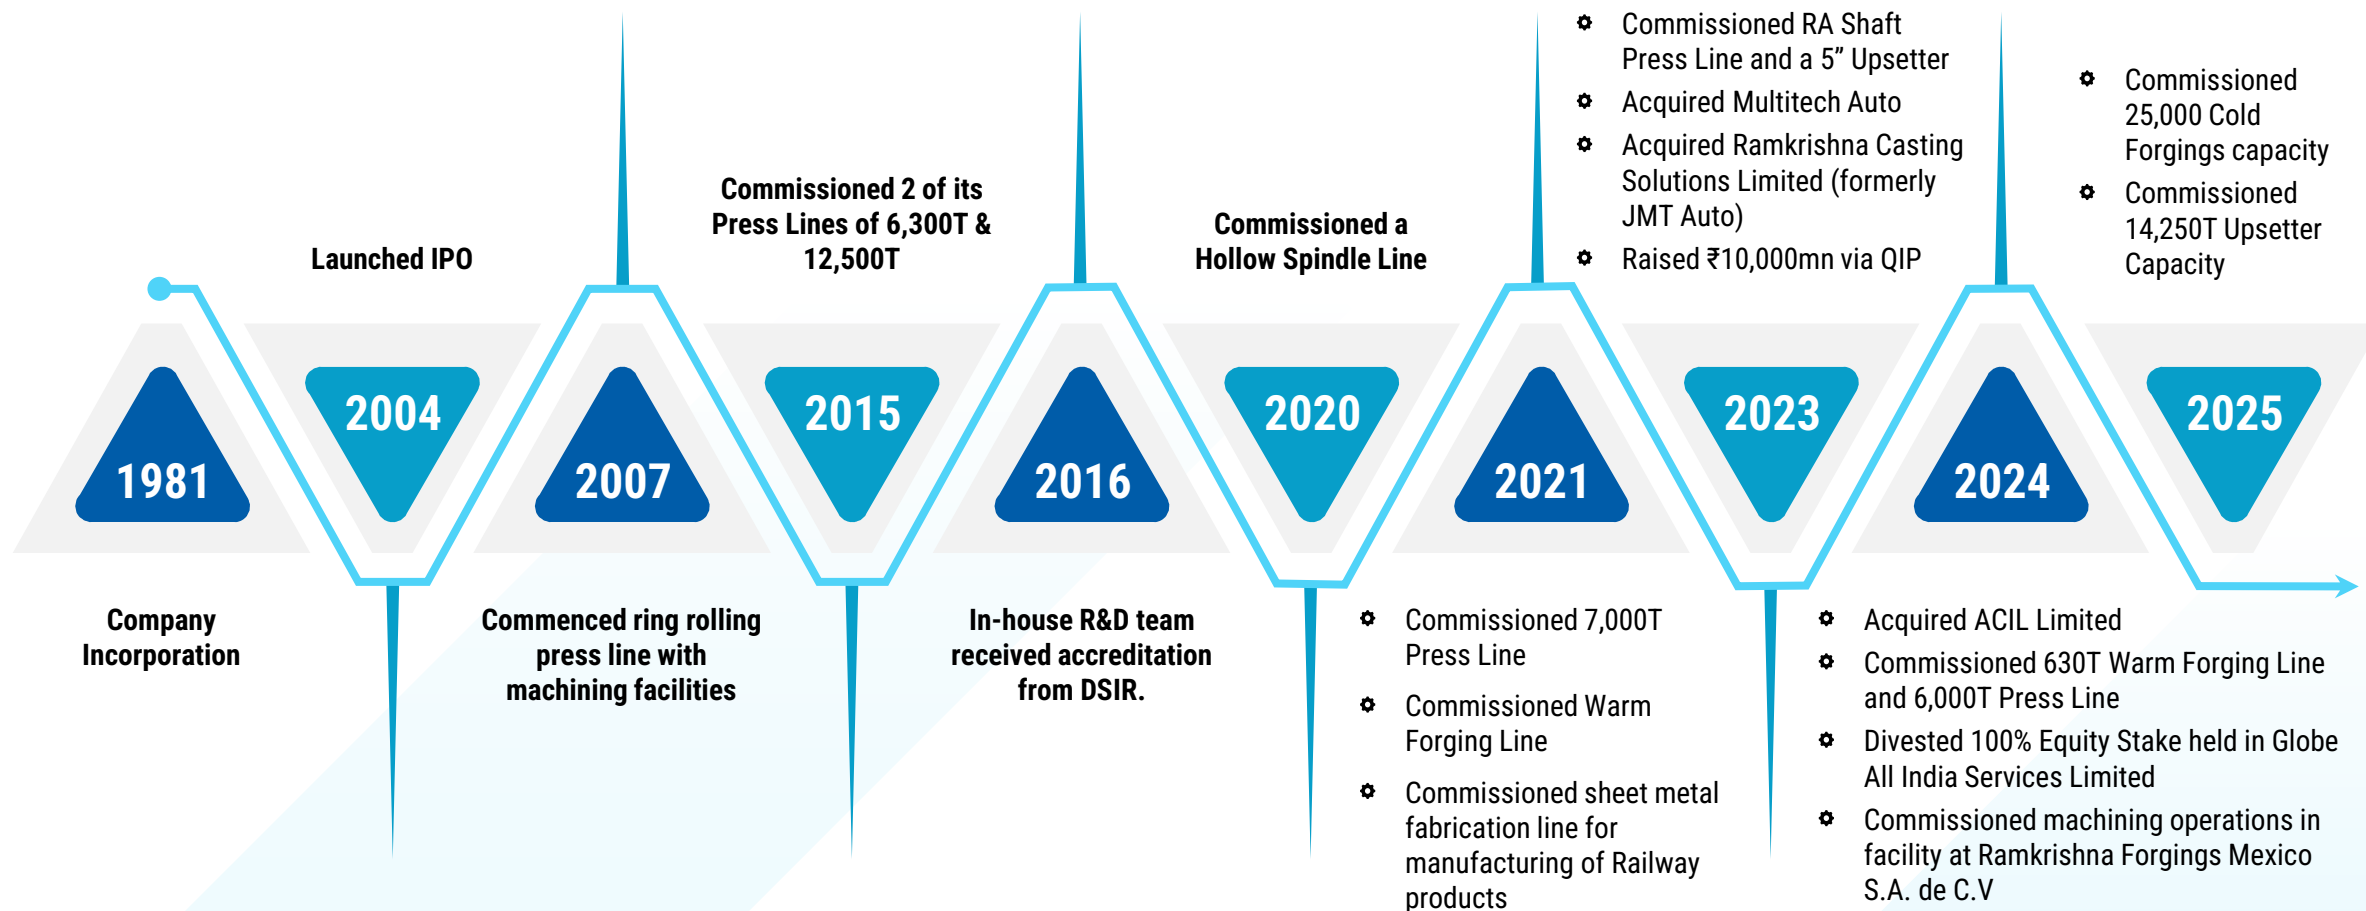 1981
Company
Incorporation
Launched IPO
2004
2007
Commenced ring rolling
press line with
machining facilities
Commissioned 2 of its
Press Lines of 6,300T &
12,500T
2015
2016
In-house R&D team
received accreditation
from DSIR.
Commissioned a
Hollow Spindle Line
2020
2021
Commissioned 7,000T
Press Line
Commissioned Warm
Forging Line
Commissioned sheet metal
fabrication line for
manufacturing of Railway
products
Commissioned RA Shaft
Press Line and a 5” Upsetter
Acquired Multitech Auto
Acquired Ramkrishna Casting
Solutions Limited (formerly
JMT Auto)
Raised ₹10,000mn via QIP
2023
2024
Acquired ACIL Limited
Commissioned 630T Warm Forging Line
and 6,000T Press Line
Divested 100% Equity Stake held in Globe
All India Services Limited
Commissioned machining operations in
facility at Ramkrishna Forgings Mexico
S.A. de C.V
Commissioned
25,000 Cold
Forgings capacity
Commissioned
14,250T Upsetter
Capacity
2025